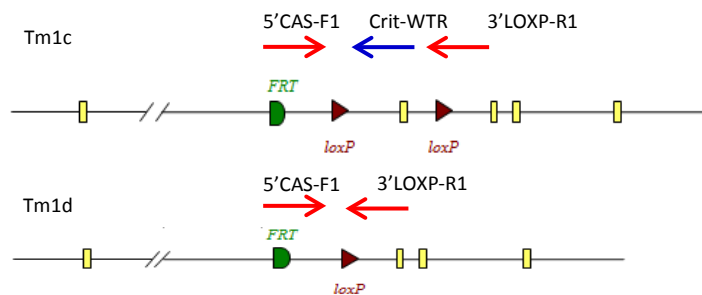 5'CAS-F1 Crit-WTR 3'LOXP-R1
Tm1c
FRT
loxP loxP
5'CAS-F1 3'LOXP-R1
Tm1d
FRT
loxP